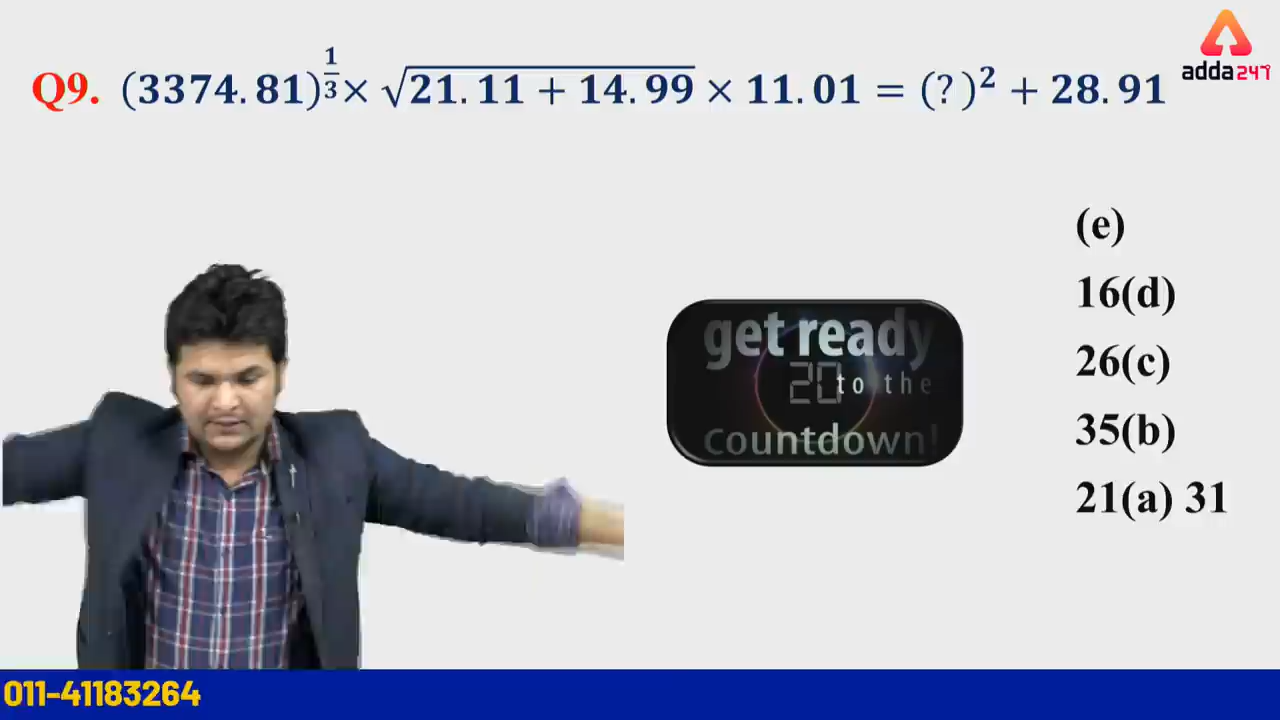 Q9. (3374.81)^{1/3} × √(21.11 + 14.99) × 11.01 = (?)² + 28.91
adda247
(e)
16(d)
26(c)
35(b)
21(a) 31
get ready
20
to the
countdown!
011-41183264